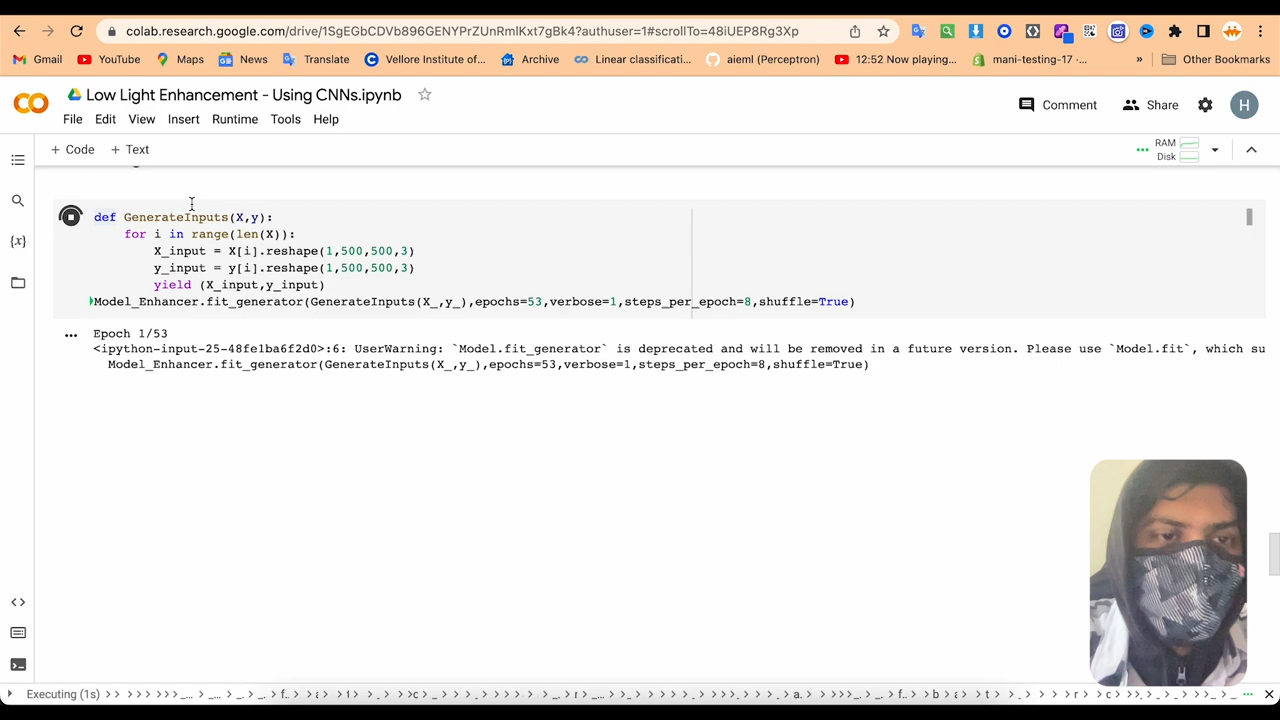 colab.research.google.com/drive/1SgEGbCDVb896GENYPrZUnRmlKxt7gBk4?authuser=1#scrollTo=48iUEP8Rg3Xp
Gmail YouTube Maps News Translate Vellore Institute of... Archive Linear classificati... aieml (Perceptron) 12:52 Now playing... mani-testing-17 ·... » Other Bookmarks
CO Low Light Enhancement - Using CNNs.ipynb Comment Share H
File Edit View Insert Runtime Tools Help
+ Code + Text RAM
Disk
def GenerateInputs(X,y):
for i in range(len(X)):
X_input = X[i].reshape(1,500,500,3)
y_input = y[i].reshape(1,500,500,3)
yield (X_input,y_input)
Model_Enhancer.fit_generator(GenerateInputs(X_,y_),epochs=53,verbose=1,steps_per_epoch=8,shuffle=True)
Epoch 1/53
<ipython-input-25-48fe1ba6f2d0>:6: UserWarning: `Model.fit_generator` is deprecated and will be removed in a future version. Please use `Model.fit`, which su
Model_Enhancer.fit_generator(GenerateInputs(X_,y_),epochs=53,verbose=1,steps_per_epoch=8,shuffle=True)
Executing (1s)